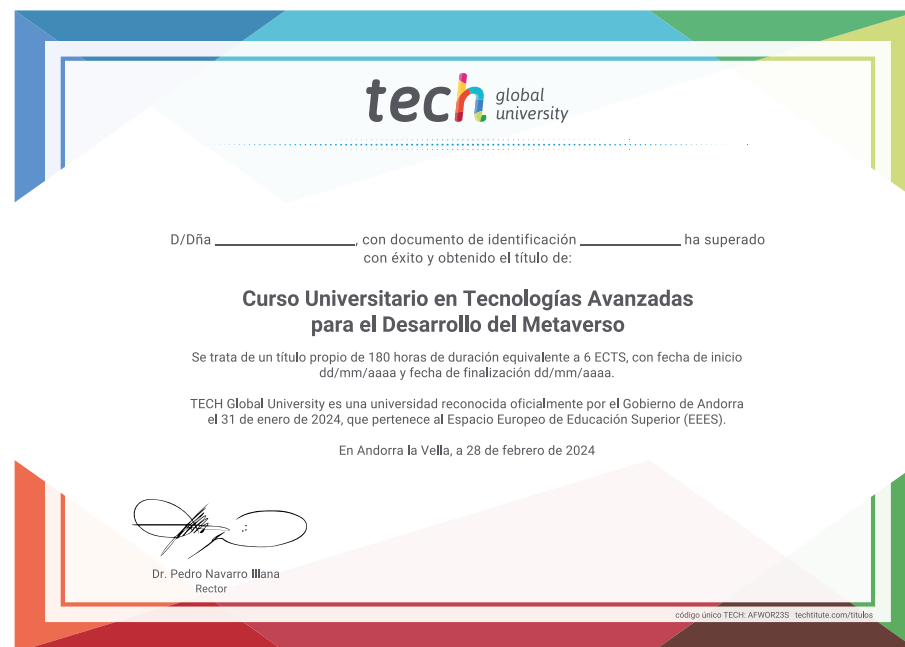 tech global university
D/Dña ________________, con documento de identificación ____________ ha superado
con éxito y obtenido el título de:
Curso Universitario en Tecnologías Avanzadas
para el Desarrollo del Metaverso
Se trata de un título propio de 180 horas de duración equivalente a 6 ECTS, con fecha de inicio
dd/mm/aaaa y fecha de finalización dd/mm/aaaa.
TECH Global University es una universidad reconocida oficialmente por el Gobierno de Andorra
el 31 de enero de 2024, que pertenece al Espacio Europeo de Educación Superior (EEES).
En Andorra la Vella, a 28 de febrero de 2024
Dr. Pedro Navarro Illana
Rector
código único TECH: AFWOR23S techtitute.com/titulos